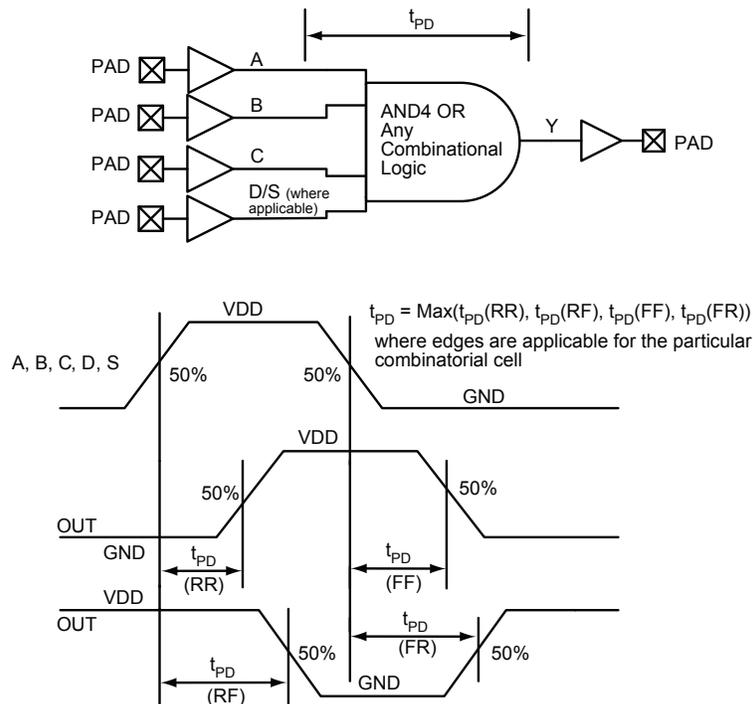 tPD
PAD
A
PAD
B
PAD
C
PAD
D/S (where
applicable)
AND4 OR
Any
Combinational
Logic
Y
PAD
tPD = Max(tPD(RR), tPD(RF), tPD(FF), tPD(FR))
where edges are applicable for the particular
combinatorial cell
VDD
A, B, C, D, S
50%
50%
GND
VDD
50%
50%
OUT
GND
tPD
(RR)
tPD
(FF)
VDD
OUT
tPD
(RF)
50%
tPD
(FR)
50%
GND